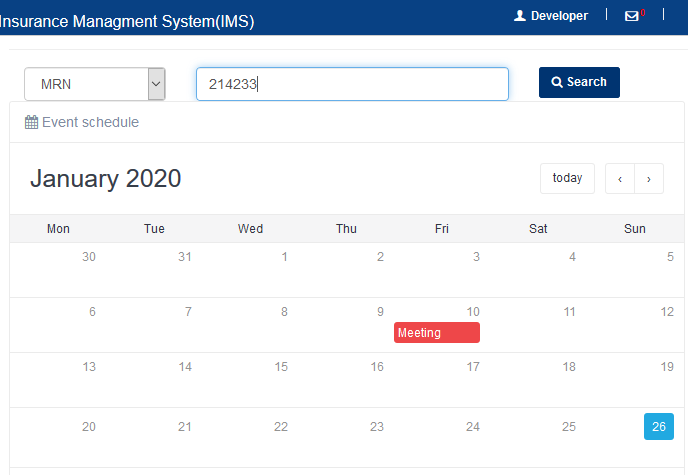 Insurance Managment System(IMS)
Developer
0
MRN
214233
Search
Event schedule
January 2020
today
‹ ›
Mon Tue Wed Thu Fri Sat Sun
30 31 1 2 3 4 5
6 7 8 9 10 11 12
Meeting
13 14 15 16 17 18 19
20 21 22 23 24 25 26